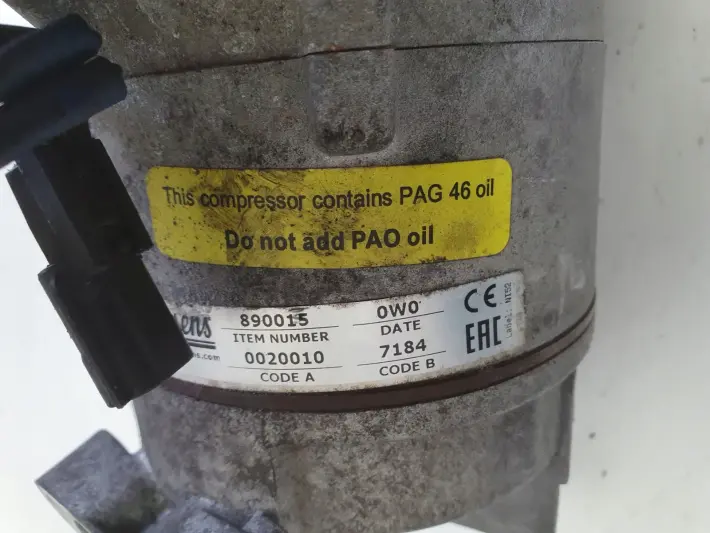 This compressor contains PAG 46 oil
Do not add PAO oil
890015 0W0
ITEM NUMBER DATE
0020010 7184
CODE A CODE B
CE
EAC